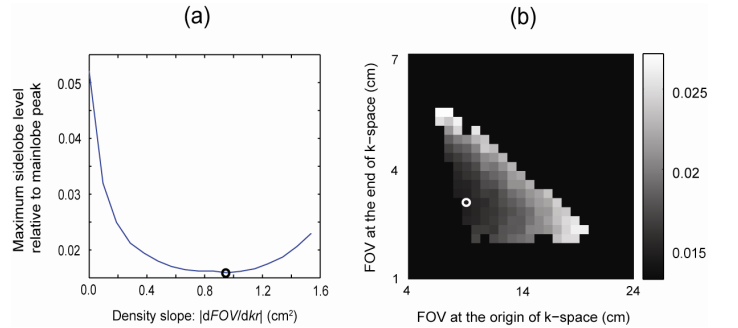 (a)
Maximum sidelobe level
relative to mainlobe peak
0.05
0.04
0.03
0.02
0.0 0.4 0.8 1.2 1.6
Density slope: |dFOV/dkr| (cm²)
(b)
FOV at the end of k−space (cm)
7
4
1
4 14 24
FOV at the origin of k−space (cm)
0.025
0.02
0.015